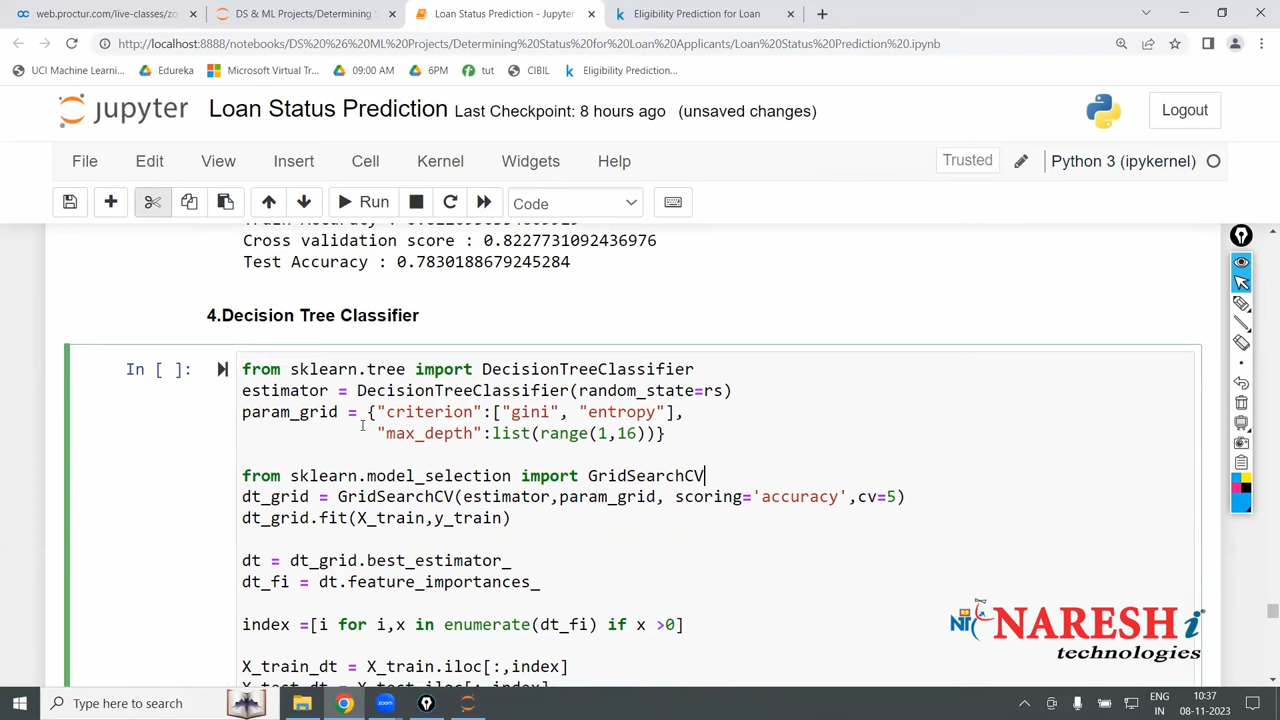 web.proctur.com/live-classes/zo
DS & ML Projects/Determining S
Loan Status Prediction - Jupyter
Eligibility Prediction for Loan
http://localhost:8888/notebooks/DS%20%26%20ML%20Projects/Determining%20Status%20for%20Loan%20Applicants/Loan%20Status%20Prediction%20.ipynb
UCI Machine Learni...
Edureka
Microsoft Virtual Tr...
09:00 AM
6PM
tut
CIBIL
Eligibility Prediction...
jupyter Loan Status Prediction Last Checkpoint: 8 hours ago (unsaved changes)
Logout
File Edit View Insert Cell Kernel Widgets Help
Trusted
Python 3 (ipykernel)
Run
Code
Cross validation score : 0.8227731092436976
Test Accuracy : 0.7830188679245284
4.Decision Tree Classifier
In [ ]:
from sklearn.tree import DecisionTreeClassifier
estimator = DecisionTreeClassifier(random_state=rs)
param_grid = {"criterion":["gini", "entropy"],
"max_depth":list(range(1,16))}
from sklearn.model_selection import GridSearchCV
dt_grid = GridSearchCV(estimator,param_grid, scoring='accuracy',cv=5)
dt_grid.fit(X_train,y_train)
dt = dt_grid.best_estimator_
dt_fi = dt.feature_importances_
index =[i for i,x in enumerate(dt_fi) if x >0]
X_train_dt = X_train.iloc[:,index]
X_test_dt = X_test.iloc[:,index]
NARESH i
technologies
Type here to search
ENG
IN
10:37
08-11-2023